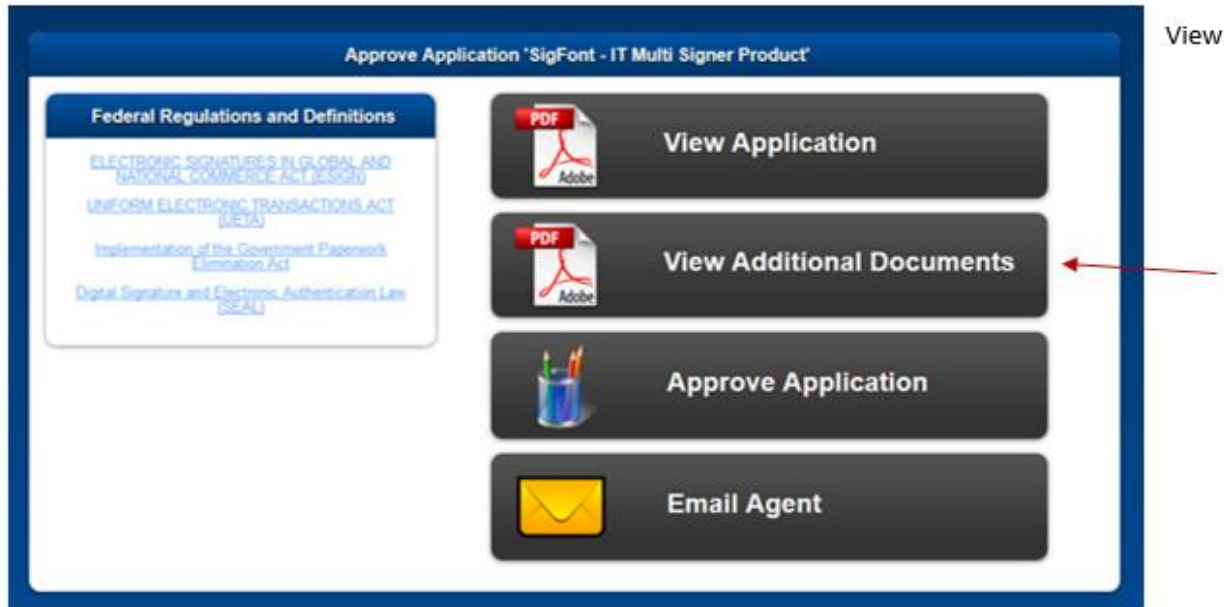 View
Approve Application 'SigFont - IT Multi Signer Product'
Federal Regulations and Definitions
ELECTRONIC SIGNATURES IN GLOBAL AND
NATIONAL COMMERCE ACT (ESIGN)
UNIFORM ELECTRONIC TRANSACTIONS ACT
(UETA)
Implementation of the Government Paperwork
Elimination Act
Digital Signature and Electronic Authentication Law
(SEAL)
PDF
Adobe
View Application
PDF
Adobe
View Additional Documents
Approve Application
Email Agent